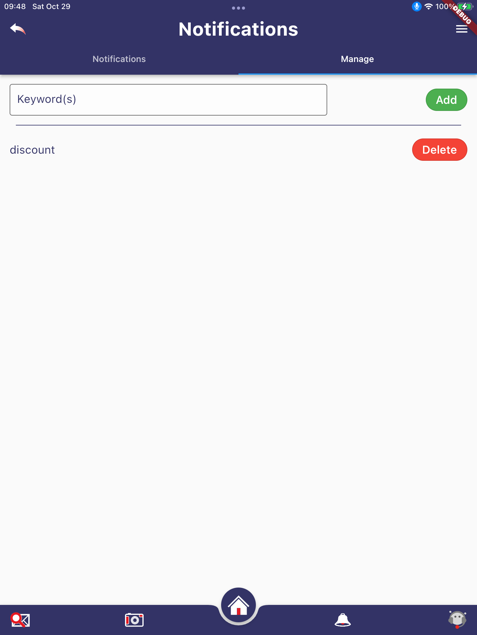 09:48 Sat Oct 29
100%
DEBUG
Notifications
Notifications
Manage
Keyword(s)
Add
discount
Delete